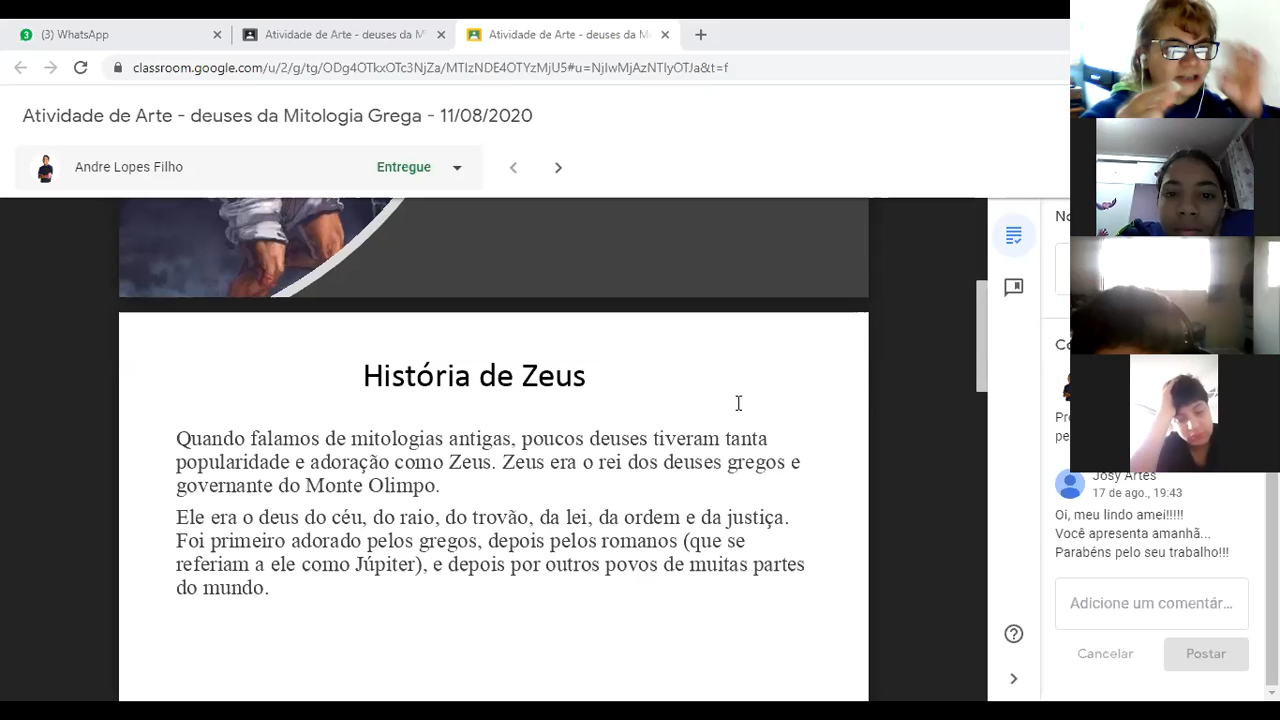 (3) WhatsApp
Atividade de Arte - deuses da M
Atividade de Arte - deuses da M
classroom.google.com/u/2/g/tg/
Atividade de Arte - deuses da Mitologia Grega - 11/08/2020
Andre Lopes Filho
Entregue
História de Zeus
Quando falamos de mitologias antigas, poucos deuses tiveram tanta
popularidade e adoração como Zeus. Zeus era o rei dos deuses gregos e
governante do Monte Olimpo.
Ele era o deus do céu, do raio, do trovão, da lei, da ordem e da justiça.
Foi primeiro adorado pelos gregos, depois pelos romanos (que se
referiam a ele como Júpiter), e depois por outros povos de muitas partes
do mundo.
No
Co
Pr
pe
Josy Artes
17 de ago., 19:43
Oi, meu lindo amei!!!!!
Você apresenta amanhã...
Parabéns pelo seu trabalho!!!
Adicione um comentár...
Cancelar
Postar